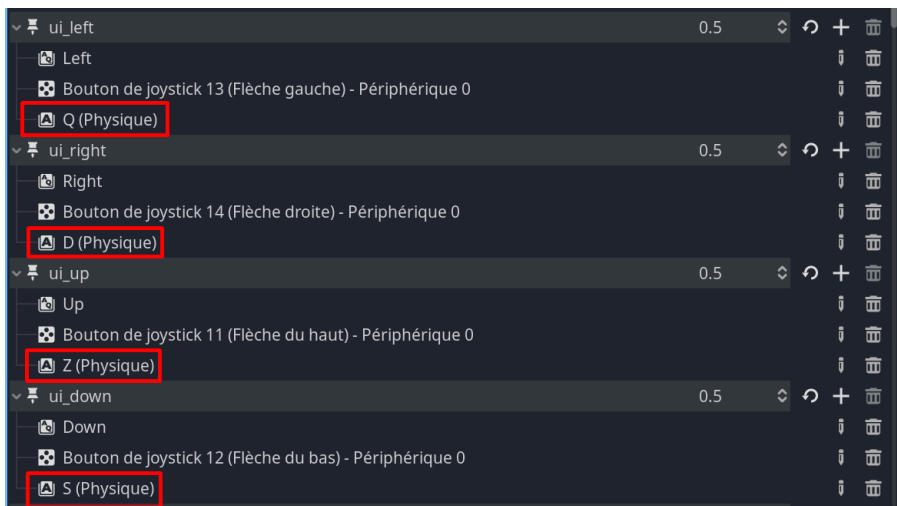 ui_left 0.5
Left
Bouton de joystick 13 (Flèche gauche) - Périphérique 0
Q (Physique)
ui_right 0.5
Right
Bouton de joystick 14 (Flèche droite) - Périphérique 0
D (Physique)
ui_up 0.5
Up
Bouton de joystick 11 (Flèche du haut) - Périphérique 0
Z (Physique)
ui_down 0.5
Down
Bouton de joystick 12 (Flèche du bas) - Périphérique 0
S (Physique)